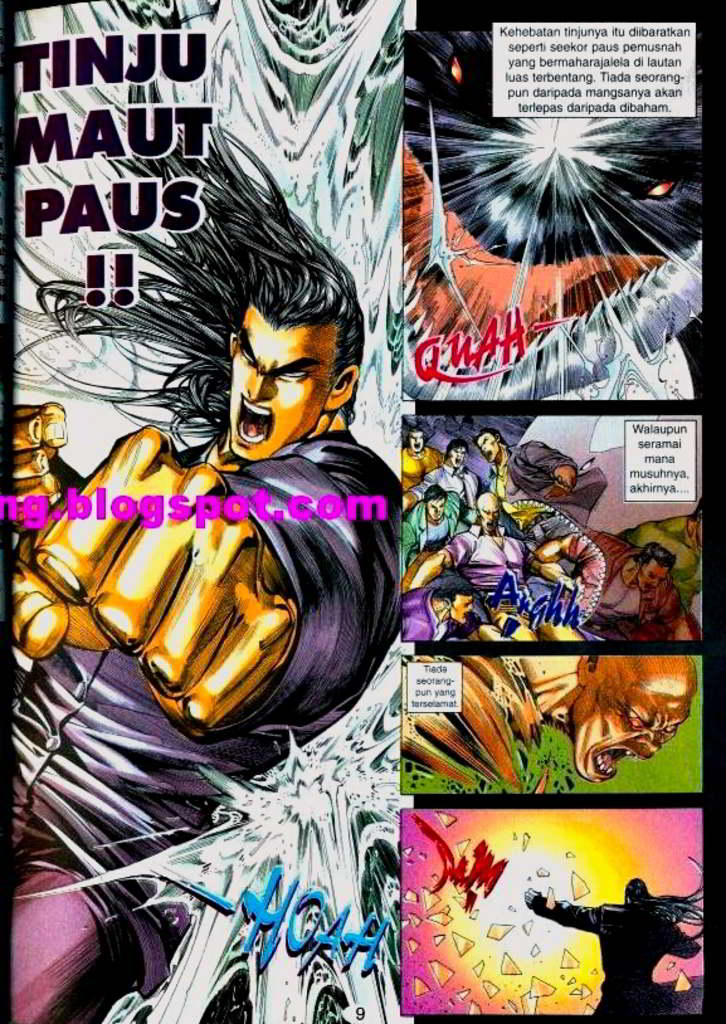 TINJU
MAUT
PAUS
!!
ng.blogspot.com
HOAH
9
Kehebatan tinjunya itu diibaratkan
seperti seekor paus pemusnah
yang bermaharajalela di lautan
luas terbentang. Tiada seorang-
pun daripada mangsanya akan
terlepas daripada dibaham.
QUAH
Walaupun
seramai
mana
musuhnya,
akhirnya....
Arghh
Tiada
seorang-
pun yang
terselamat.